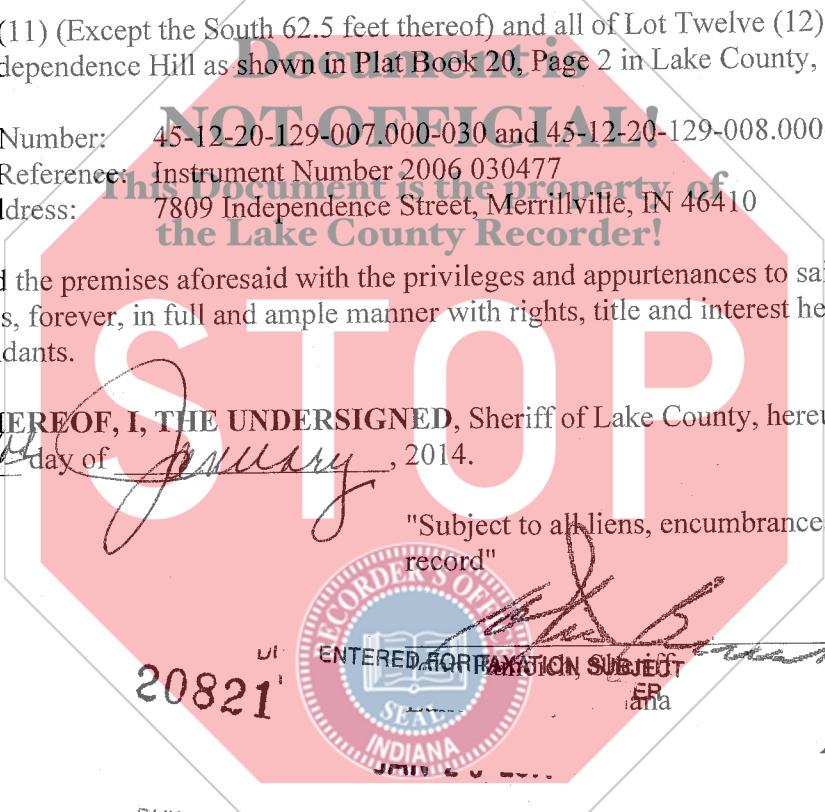 (11) (Except the South 62.5 feet thereof) and all of Lot Twelve (12)
dependence Hill as shown in Plat Book 20, Page 2 in Lake County,
Document is
NOT OFFICIAL!
Number: 45-12-20-129-007.000-030 and 45-12-20-129-008.000
Reference: Instrument Number 2006 030477
This Document is the property of
ldress: 7809 Independence Street, Merrillville, IN 46410
the Lake County Recorder!
d the premises aforesaid with the privileges and appurtenances to sai
s, forever, in full and ample manner with rights, title and interest he
dants.
STOP
HEREOF, I, THE UNDERSIGNED, Sheriff of Lake County, hereu
day of January, 2014.
"Subject to all liens, encumbrance
record"
RECORDER'S OFFICE
ENTERED FOR TAXATION SUBJECT
20821
SEAL
INDIANA